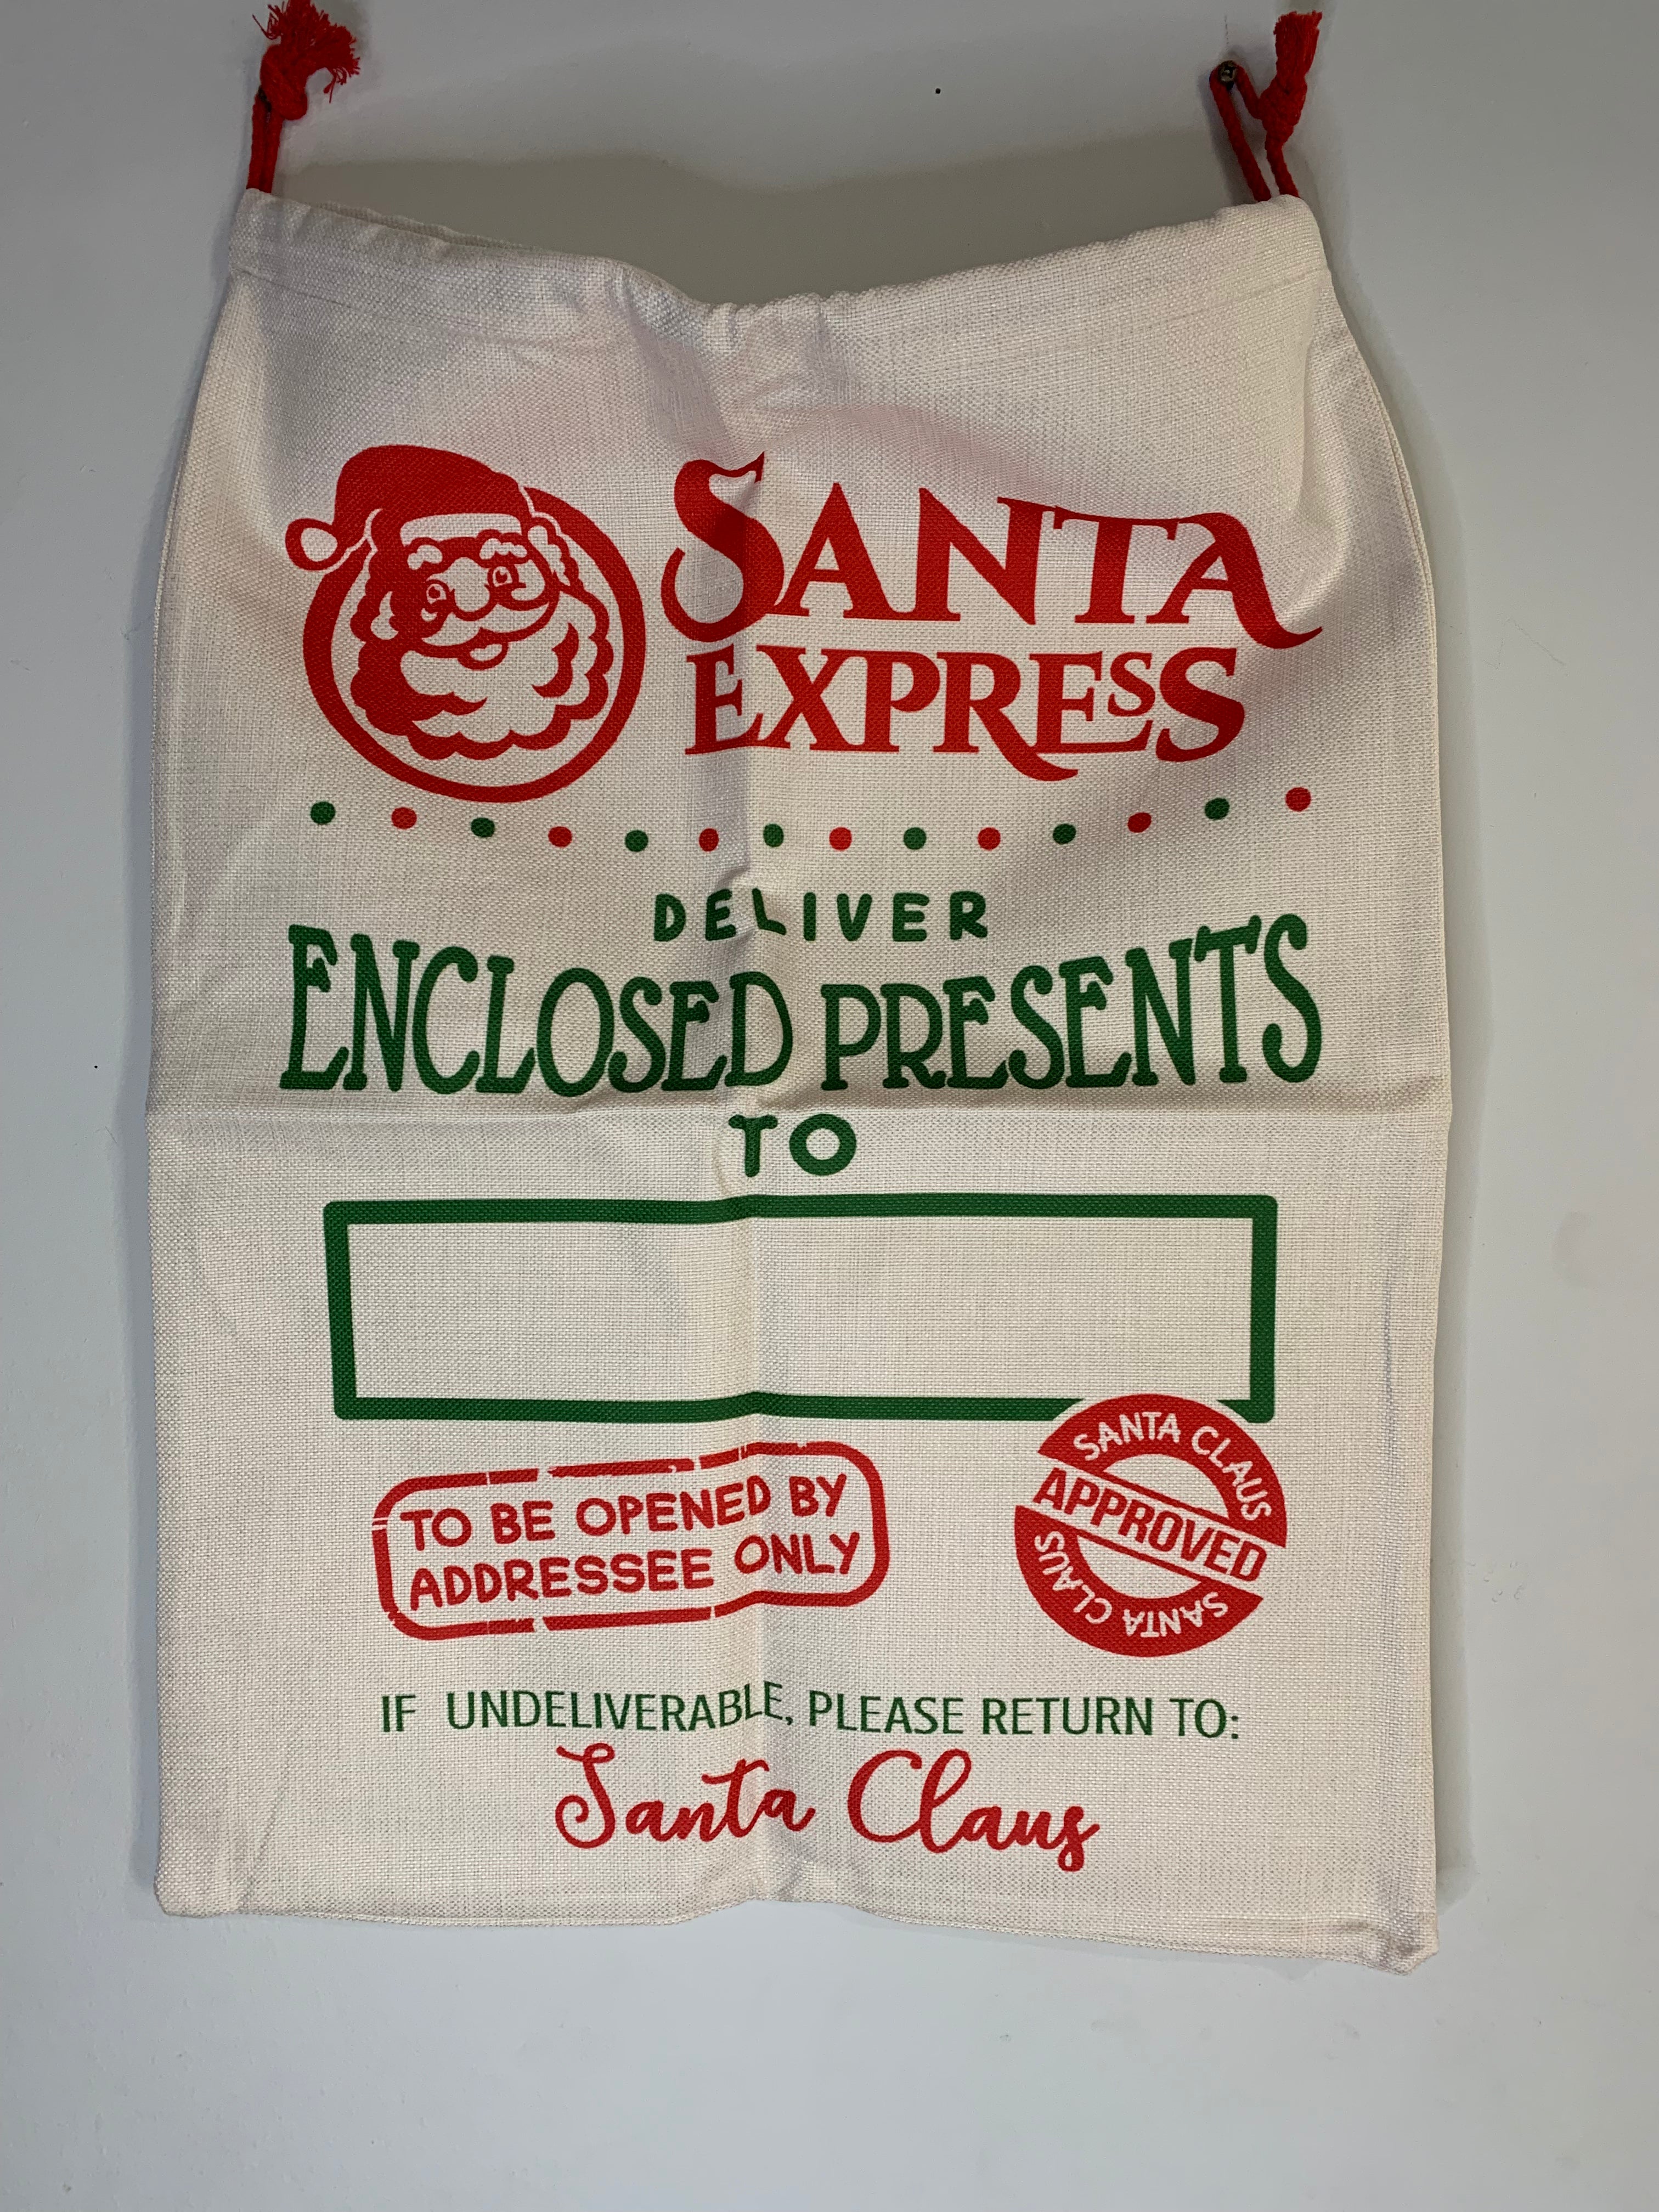 SANTA
EXPRESS
DELIVER
ENCLOSED PRESENTS
TO
TO BE OPENED BY
ADDRESSEE ONLY
SANTA CLAUS
APPROVED
SANTA CLAUS
IF UNDELIVERABLE, PLEASE RETURN TO:
Santa Claus